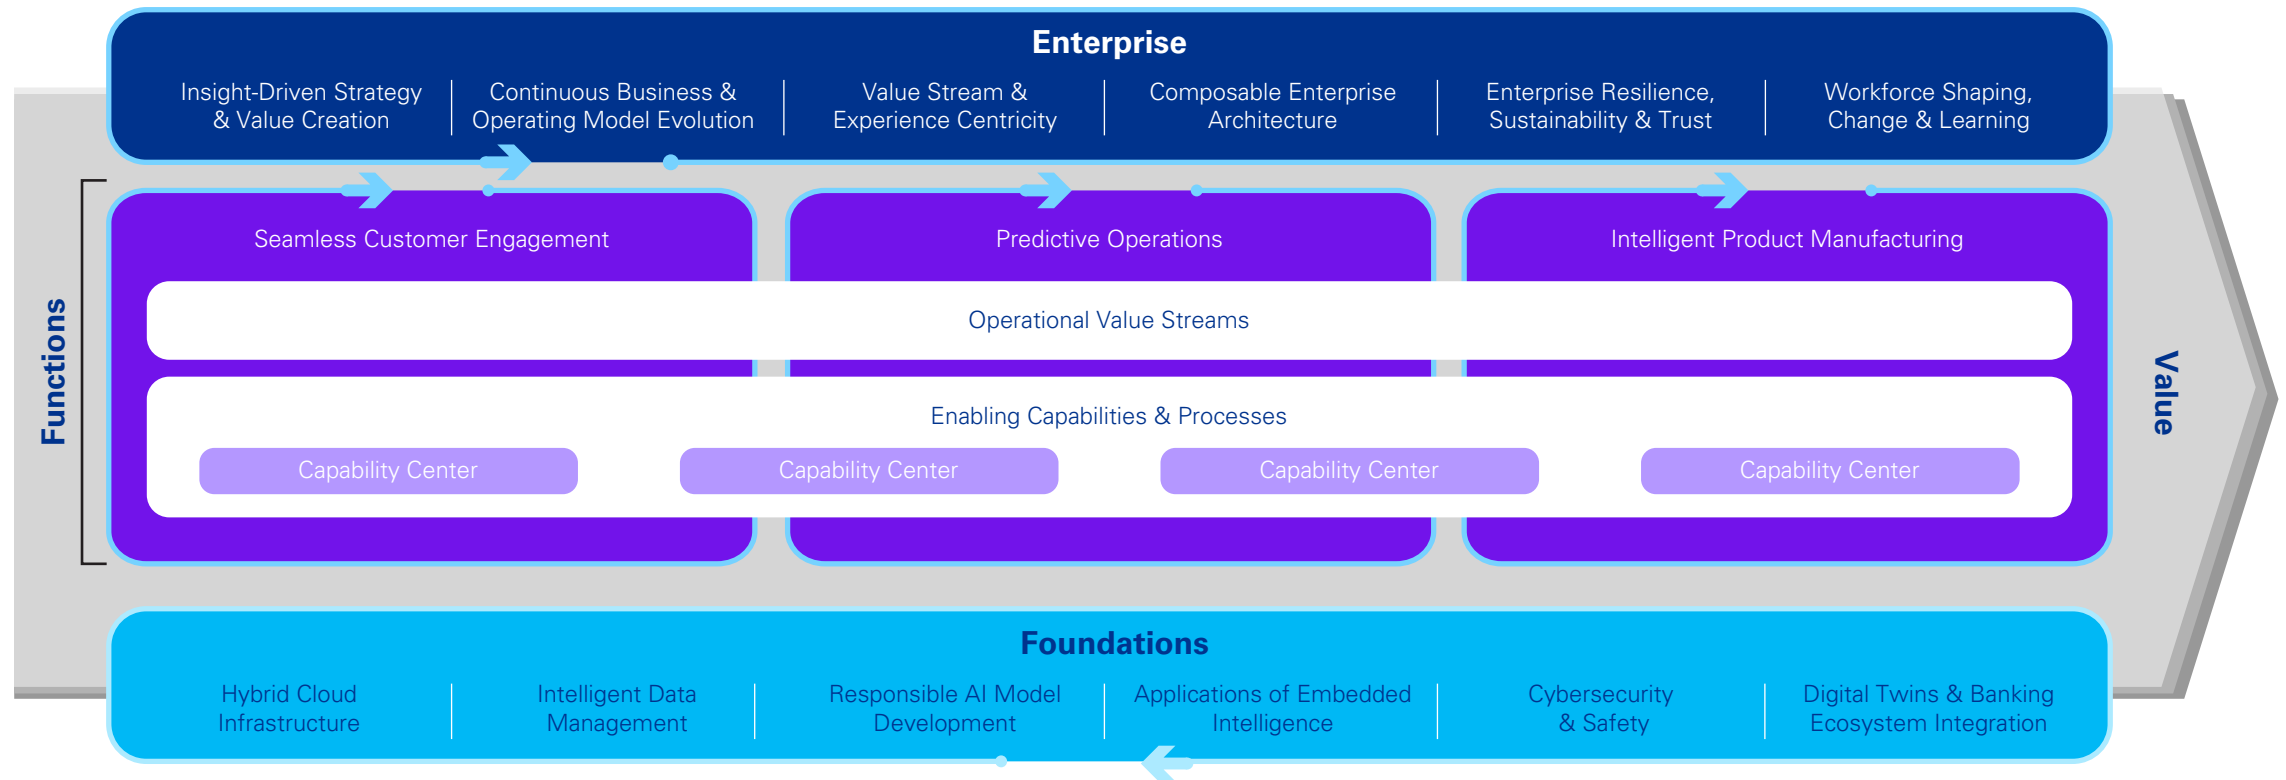 Enterprise
Insight-Driven Strategy
& Value Creation
Continuous Business &
Operating Model Evolution
Value Stream &
Experience Centricity
Composable Enterprise
Architecture
Enterprise Resilience,
Sustainability & Trust
Workforce Shaping,
Change & Learning
Functions
Seamless Customer Engagement
Predictive Operations
Intelligent Product Manufacturing
Operational Value Streams
Enabling Capabilities & Processes
Capability Center
Capability Center
Capability Center
Capability Center
Value
Foundations
Hybrid Cloud
Infrastructure
Intelligent Data
Management
Responsible AI Model
Development
Applications of Embedded
Intelligence
Cybersecurity
& Safety
Digital Twins & Banking
Ecosystem Integration